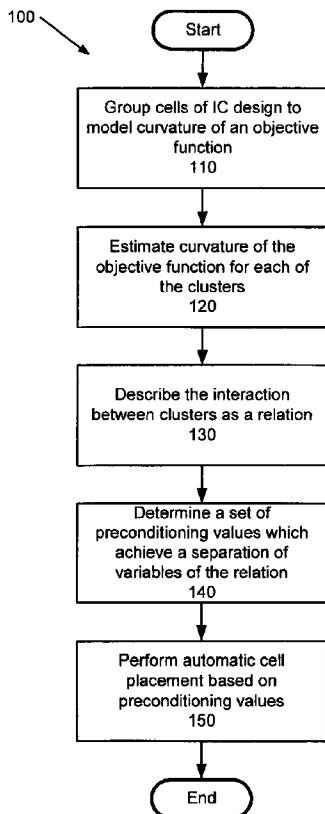 100
Start
Group cells of IC design to
model curvature of an objective
function
110
Estimate curvature of the
objective function for each of
the clusters
120
Describe the interaction
between clusters as a relation
130
Determine a set of
preconditioning values which
achieve a separation of
variables of the relation
140
Perform automatic cell
placement based on
preconditioning values
150
End